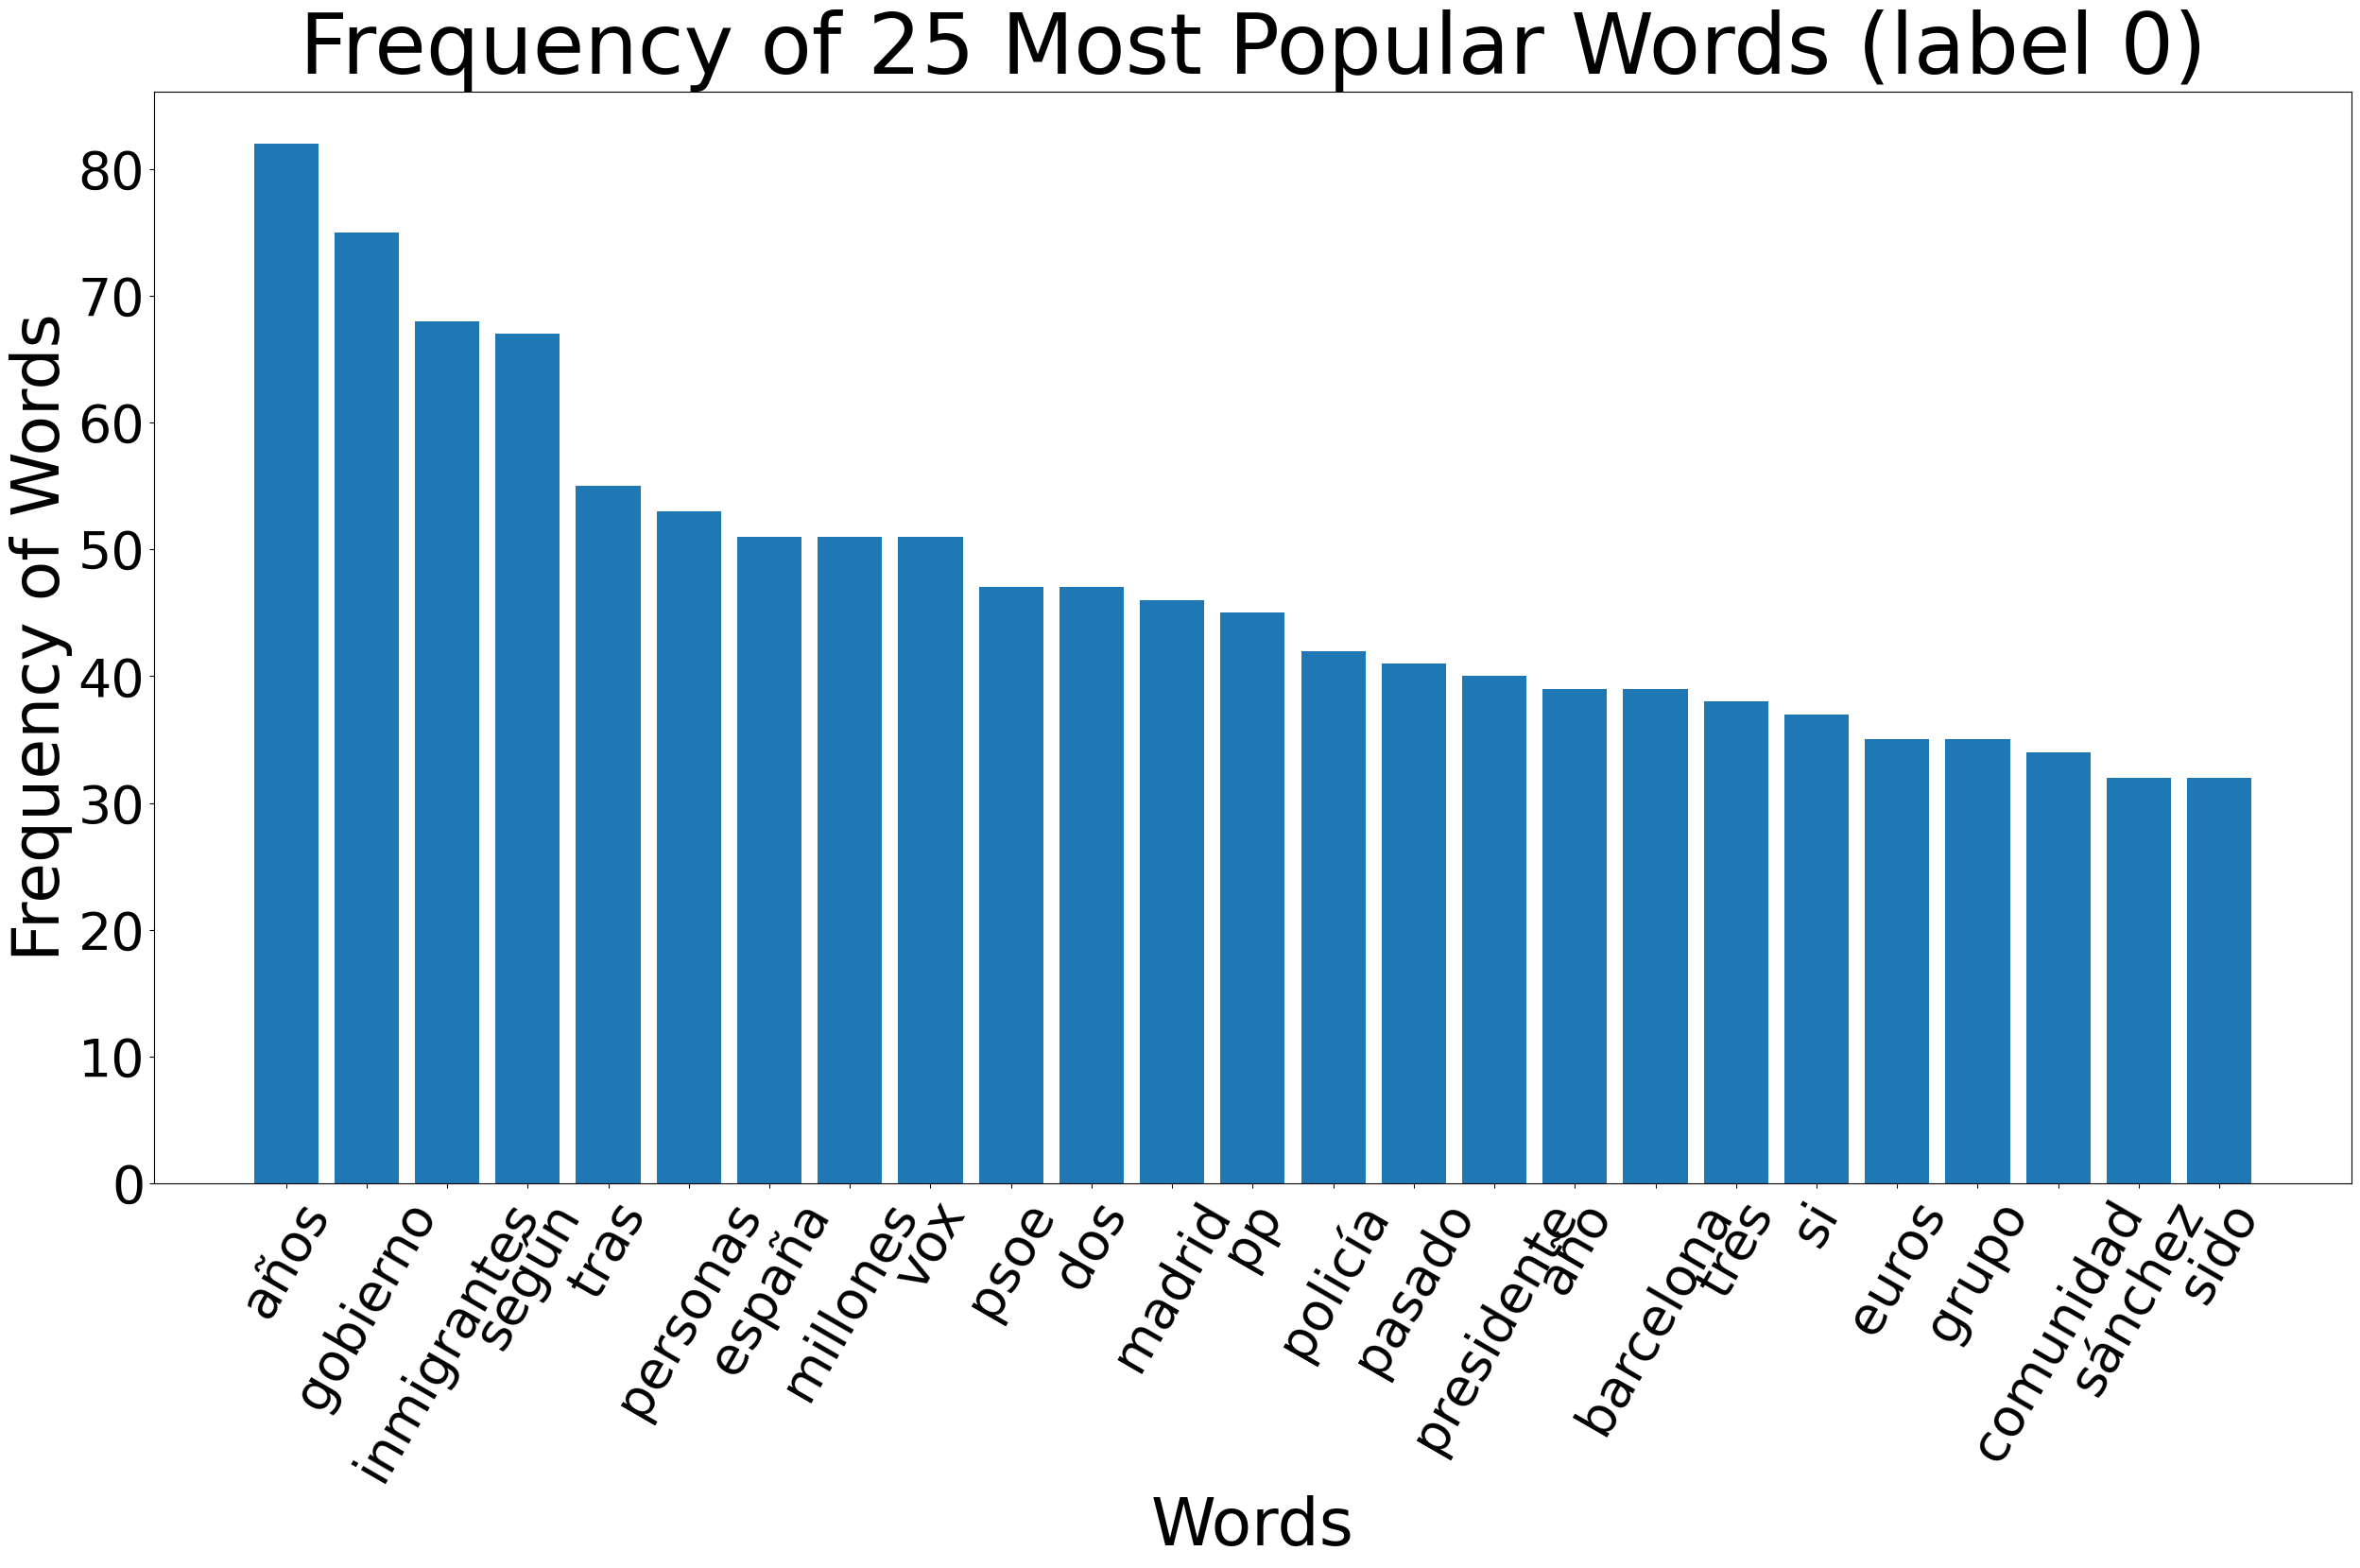 Frequency of 25 Most Popular Words (label 0)
Frequency of Words
80
70
60
50
40
30
20
10
0
años
gobierno
inmigrantes
según
tras
personas
españa
millones
vox
psoe
dos
madrid
pp
policía
pasado
presidente
año
barcelona
tres
si
euros
grupo
comunidad
sánchez
sido
Words